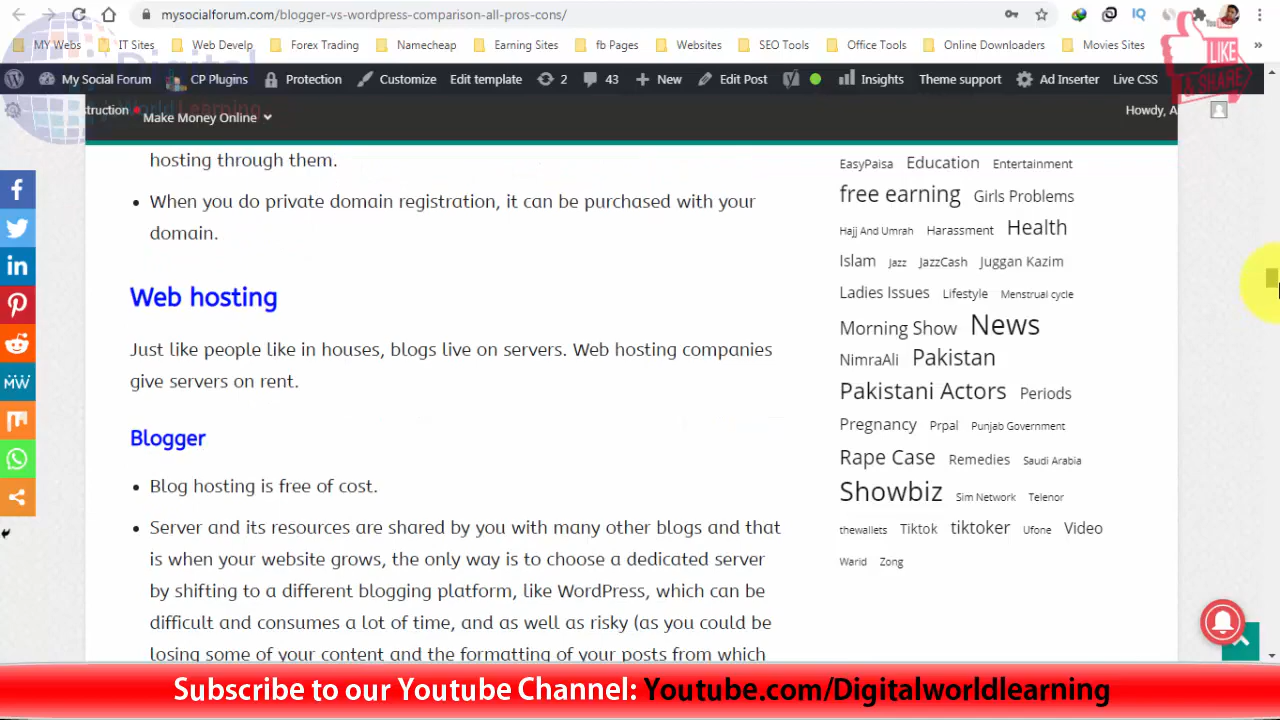 mysocialforum.com/blogger-vs-wordpress-comparison-all-pros-cons/
MY Webs IT Sites Web Develp Forex Trading Namecheap Earning Sites fb Pages Websites SEO Tools Office Tools Online Downloaders Movies Sites
My Social Forum CP Plugins Protection Customize Edit template 2 43 New Edit Post Insights Theme support Ad Inserter Live CSS
struction Make Money Online Howdy, A
Digital
World Learning
You
LIKE
& SHARE
IQ
hosting through them.
• When you do private domain registration, it can be purchased with your
domain.
Web hosting
Just like people like in houses, blogs live on servers. Web hosting companies
give servers on rent.
Blogger
• Blog hosting is free of cost.
• Server and its resources are shared by you with many other blogs and that
is when your website grows, the only way is to choose a dedicated server
by shifting to a different blogging platform, like WordPress, which can be
difficult and consumes a lot of time, and as well as risky (as you could be
losing some of your content and the formatting of your posts from which
EasyPaisa Education Entertainment
free earning Girls Problems
Hajj And Umrah Harassment Health
Islam Jazz JazzCash Juggan Kazim
Ladies Issues Lifestyle Menstrual cycle
Morning Show News
NimraAli Pakistan
Pakistani Actors Periods
Pregnancy Prpal Punjab Government
Rape Case Remedies Saudi Arabia
Showbiz Sim Network Telenor
thewallets Tiktok tiktoker Ufone Video
Warid Zong
MW
Subscribe to our Youtube Channel: Youtube.com/Digitalworldlearning